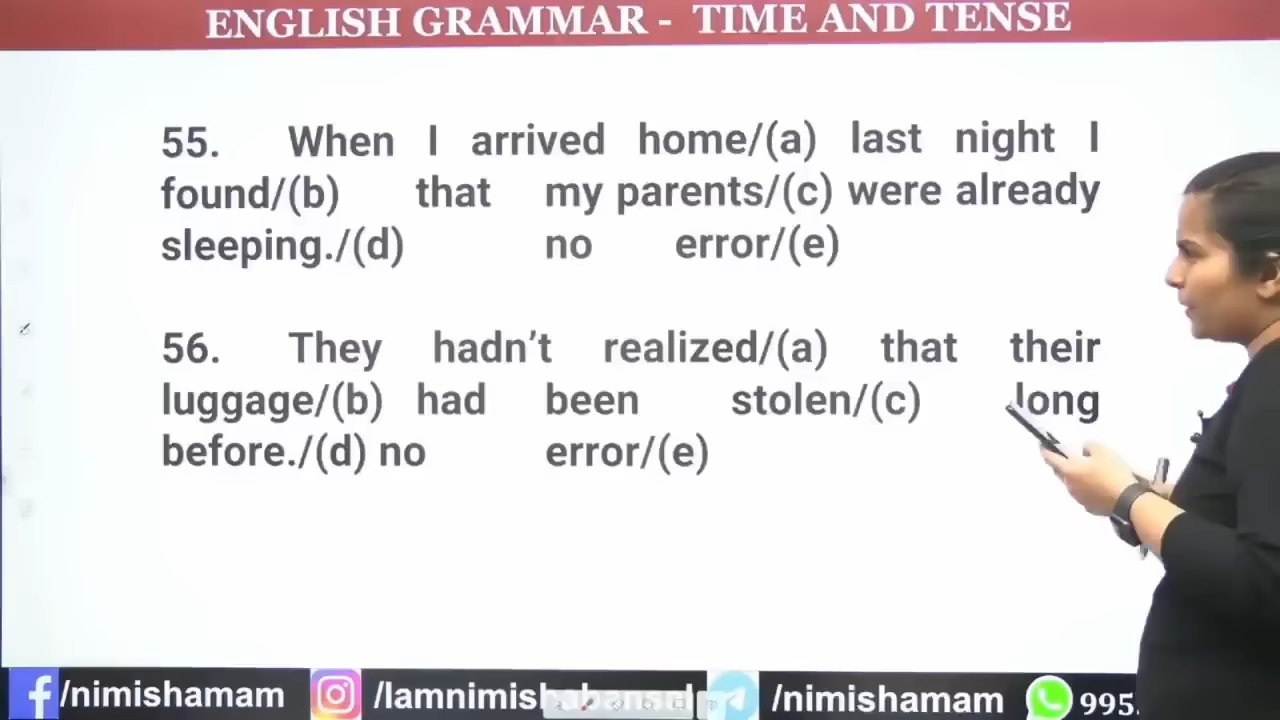 ENGLISH GRAMMAR - TIME AND TENSE
55. When I arrived home/(a) last night I
found/(b) that my parents/(c) were already
sleeping./(d) no error/(e)
56. They hadn't realized/(a) that their
luggage/(b) had been stolen/(c) long
before./(d) no error/(e)
/nimishamam /Iamnimishabansal /nimishamam 995.